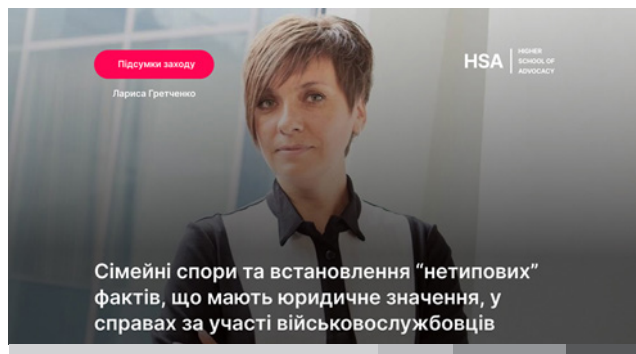 Підсумки заходу
Лариса Гретченко
HSA
HIGHER
SCHOOL OF
ADVOCACY
Сімейні спори та встановлення “нетипових”
фактів, що мають юридичне значення, у
справах за участі військовослужбовців